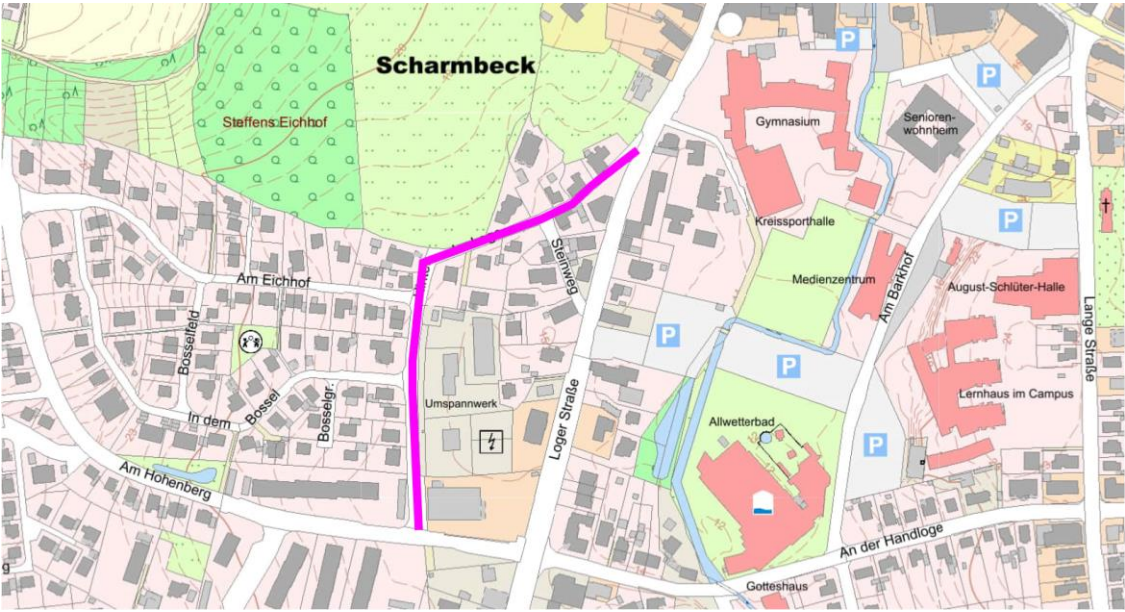 P
P
Scharmbeck
Steffens Eichhof
Gymnasium
Senioren-
wohnheim
Kreissporthalle
P
Steinweg
Am Eichhof
Medienzentrum
Am Barkhof
August-Schlüter-Halle
Lange Straße
Bosselfeld
P
P
Bosselgr.
In dem
Bossel
Umspannwerk
Loger Straße
Allwetterbad
Lernhaus im Campus
P
Am Hohenberg
An der Handloge
Gotteshaus